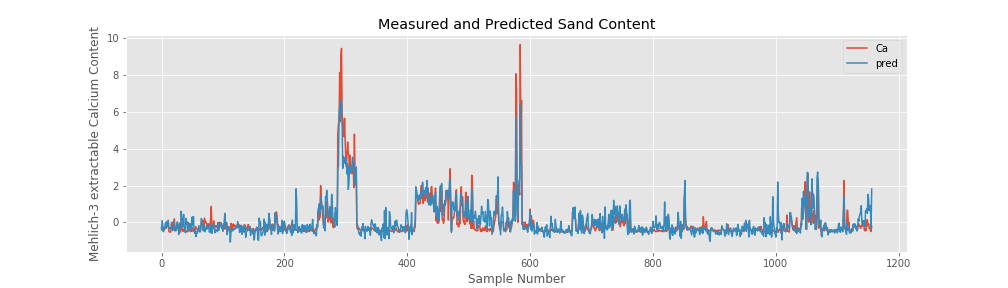 Measured and Predicted Sand Content
Mehlich-3 extractable Calcium Content
10
8
6
4
2
0
Ca
pred
0 200 400 600 800 1000 1200
Sample Number